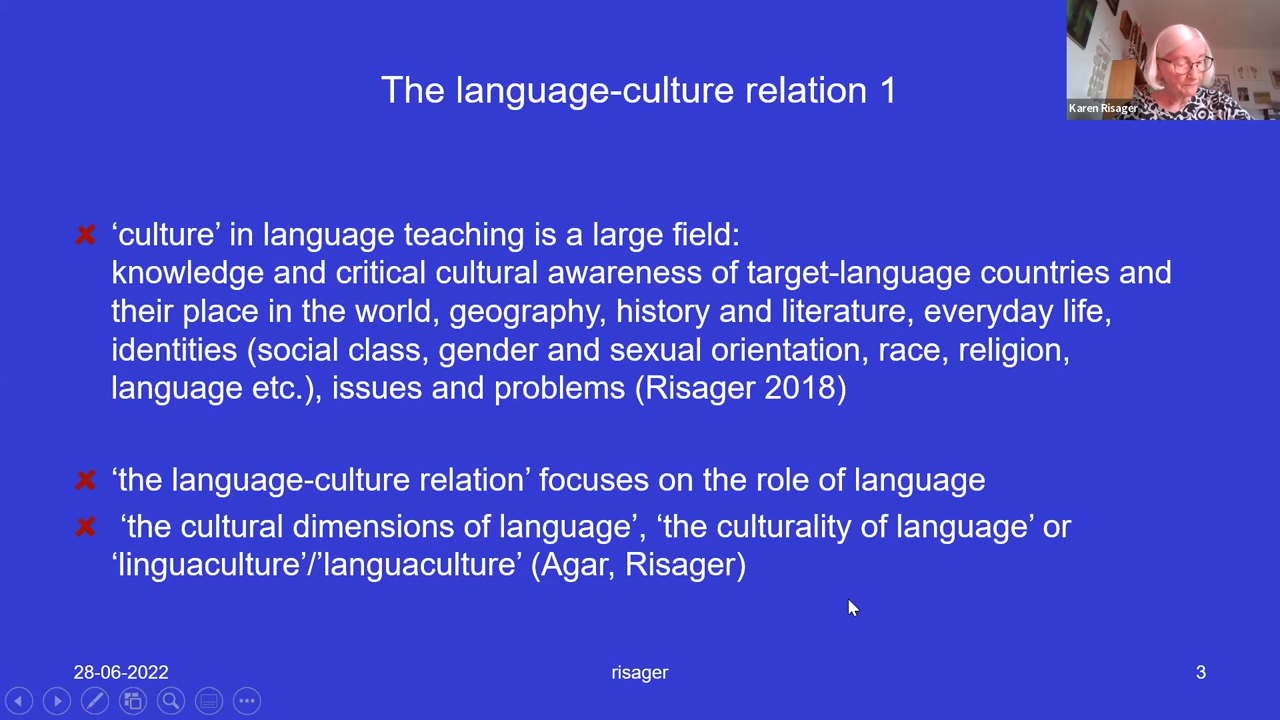 The language-culture relation 1
Karen Risager
‘culture’ in language teaching is a large field:
knowledge and critical cultural awareness of target-language countries and
their place in the world, geography, history and literature, everyday life,
identities (social class, gender and sexual orientation, race, religion,
language etc.), issues and problems (Risager 2018)
‘the language-culture relation’ focuses on the role of language
‘the cultural dimensions of language’, ‘the culturality of language’ or
‘linguaculture’/’languaculture’ (Agar, Risager)
28-06-2022
risager
3